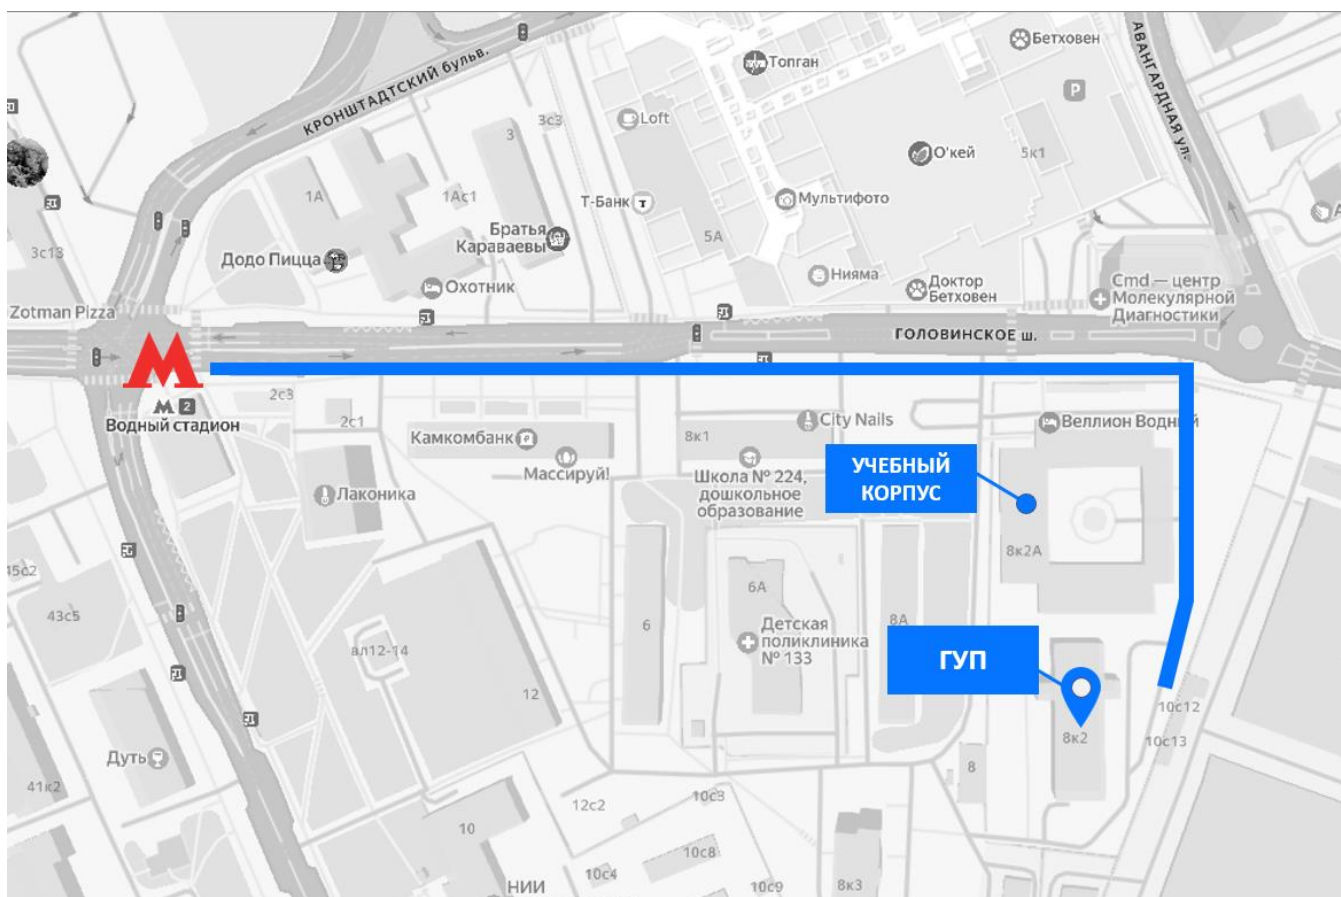 Бетховен
Топган
АВАНГАРДНАЯ УЛ.
КРОНШТАДТСКИЙ бульв.
P
3с3
3
Loft
О'кей
5к1
1А
1Ас1
Т-Банк
Т
Мультифото
5А
3с13
Братья
Караваевы
Додо Пицца
Охотник
Нияма
Доктор
Бетховен
Cmd — центр
Молекулярной
Диагностики
Zotman Pizza
ГОЛОВИНСКОЕ ш.
М 2
Водный стадион
2с3
2с1
Камкомбанк
Массируй!
8к1
City Nails
Веллион Водный
Школа № 224,
дошкольное
образование
УЧЕБНЫЙ
КОРПУС
Лаконика
8к2А
45с2
43с5
6А
6
Детская
поликлиника
№ 133
8А
вл12-14
ГУП
12
10с12
8к2
10с13
Дуть
8
41к2
12с2
10с3
10
10с8
10с4
НИИ
10с9
8к3